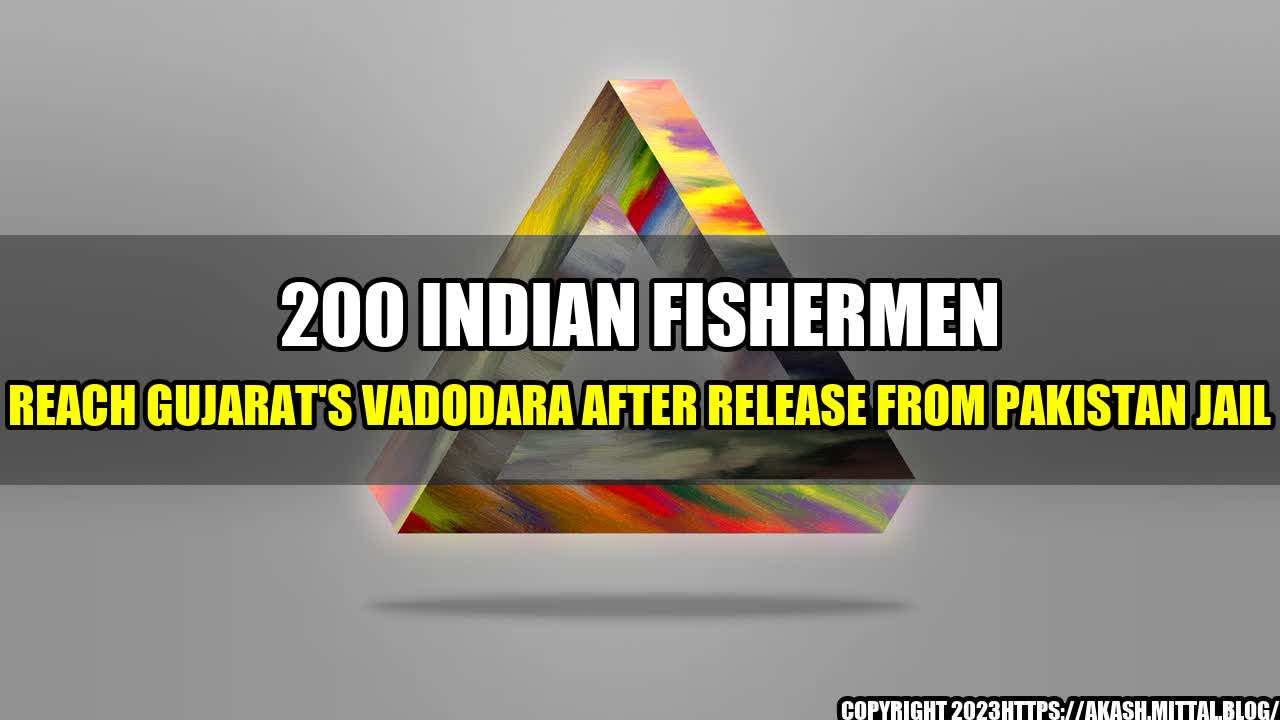 200 INDIAN FISHERMEN
REACH GUJARAT'S VADODARA AFTER RELEASE FROM PAKISTAN JAIL
COPYRIGHT 2023HTTPS://AKASH.MITTAL.BLOG/